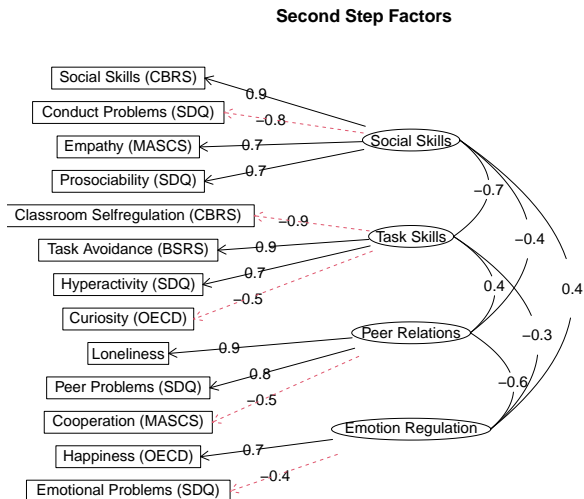 Second Step Factors
Social Skills (CBRS)
0.9
Conduct Problems (SDQ)
−0.8
Empathy (MASCS)
0.7
Social Skills
Prosociability (SDQ)
0.7
−0.7
Classroom Selfregulation (CBRS)
−0.9
Task Avoidance (BSRS)
0.9
Task Skills
−0.4
Hyperactivity (SDQ)
0.7
0.4
0.4
Curiosity (OECD)
−0.5
Loneliness
0.9
Peer Relations
−0.3
Peer Problems (SDQ)
0.8
−0.6
Cooperation (MASCS)
−0.5
Emotion Regulation
Happiness (OECD)
0.7
Emotional Problems (SDQ)
−0.4